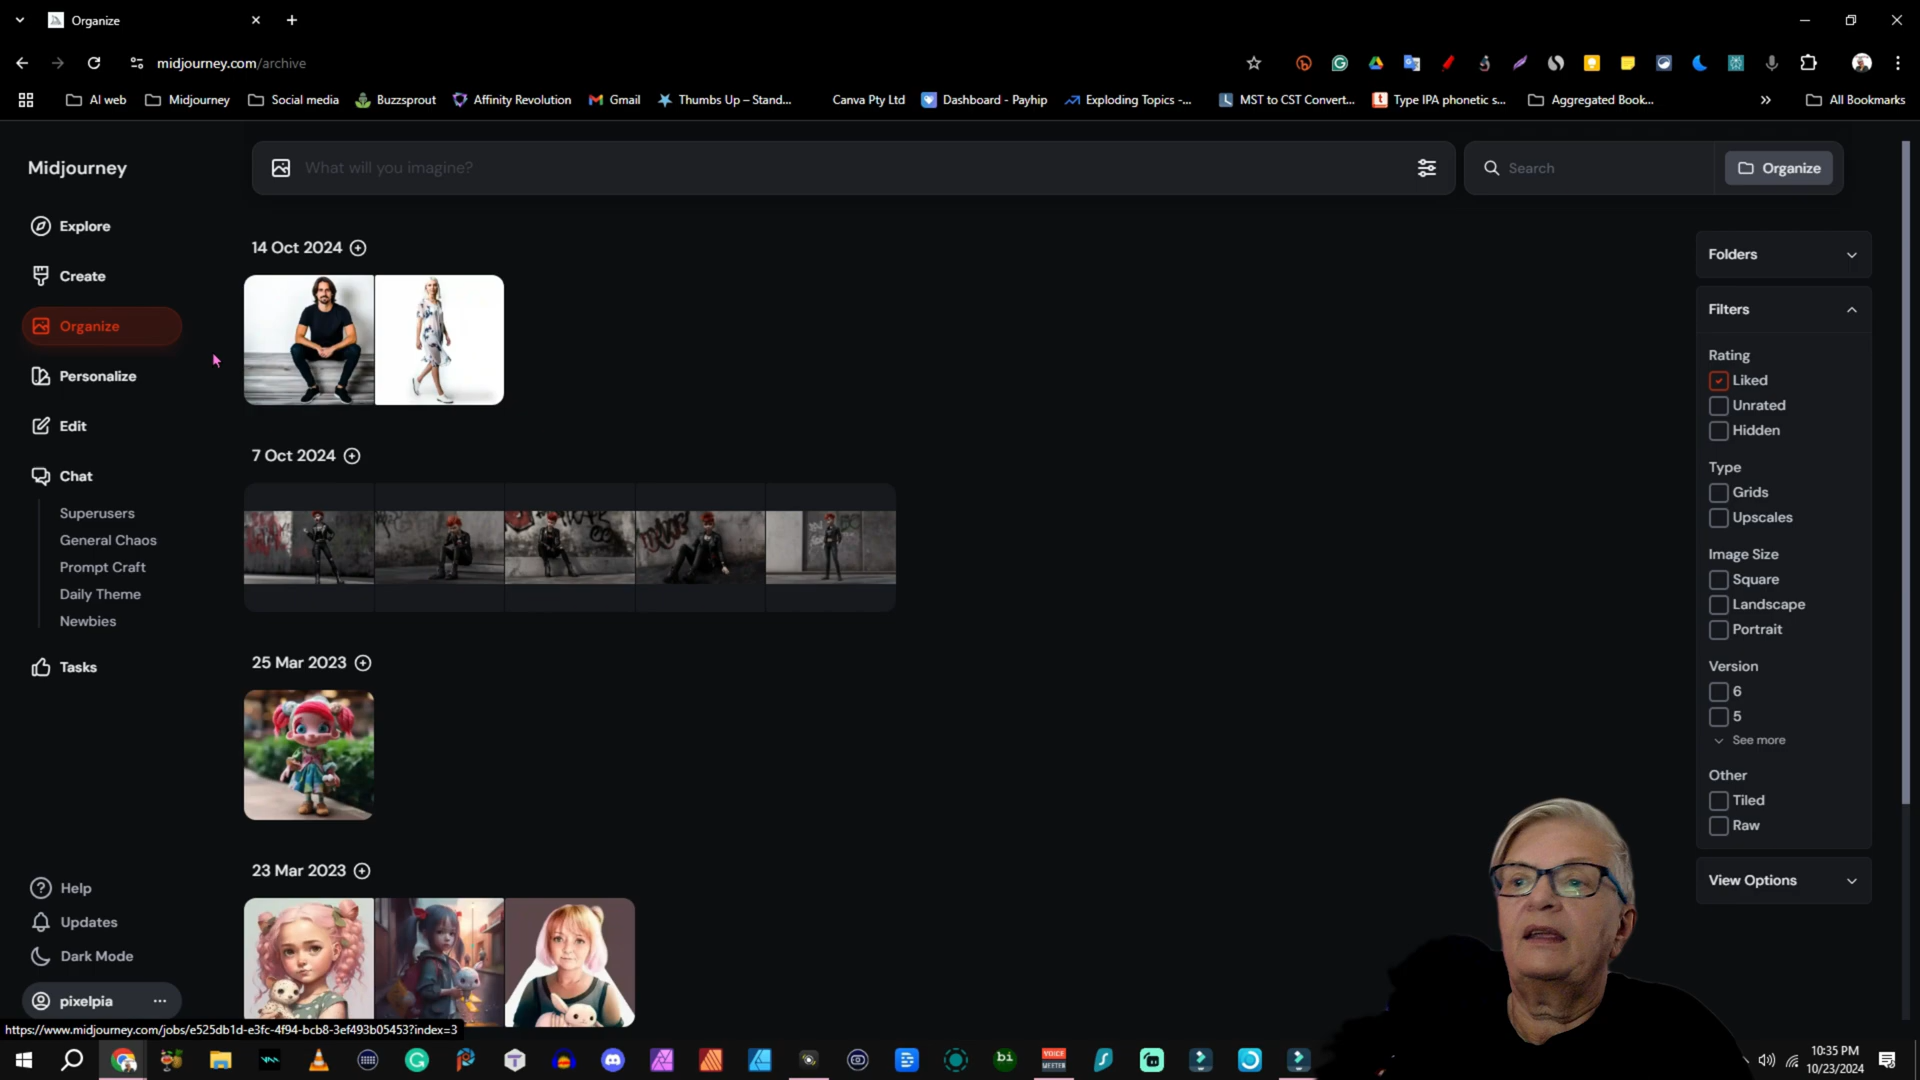 Organize
midjourney.com/archive
AI web
Midjourney
Social media
Buzzsprout
Affinity Revolution
Gmail
Thumbs Up – Stand...
Canva Pty Ltd
Dashboard - Payhip
Exploding Topics -...
MST to CST Convert...
Type IPA phonetic s...
Aggregated Book...
All Bookmarks
Midjourney
What will you imagine?
Search
Organize
Explore
Create
Organize
Personalize
Edit
Chat
Superusers
General Chaos
Prompt Craft
Daily Theme
Newbies
Tasks
Help
Updates
Dark Mode
pixelpia
14 Oct 2024
7 Oct 2024
25 Mar 2023
23 Mar 2023
Folders
Filters
Rating
Liked
Unrated
Hidden
Type
Grids
Upscales
Image Size
Square
Landscape
Portrait
Version
6
5
See more
Other
Tiled
Raw
View Options
https://www.midjourney.com/jobs/e525db1d-e3fc-4f94-bcb8-3ef493b05453?index=3
bi
VOICE
MEETER
10:35 PM
10/23/2024